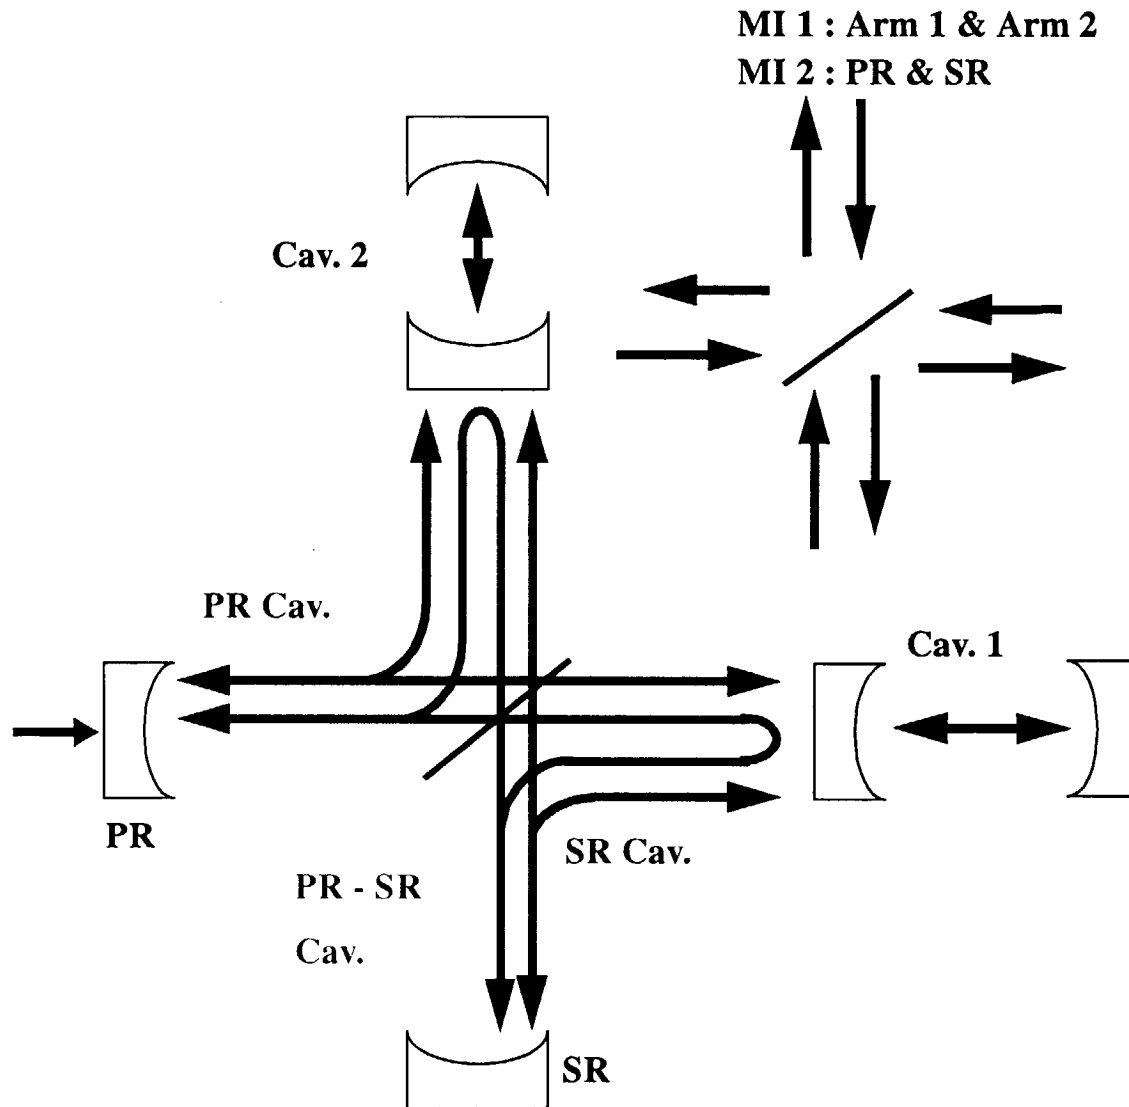 MI 1 : Arm 1 & Arm 2
MI 2 : PR & SR
Cav. 2
PR Cav.
Cav. 1
PR
SR Cav.
PR - SR
Cav.
SR